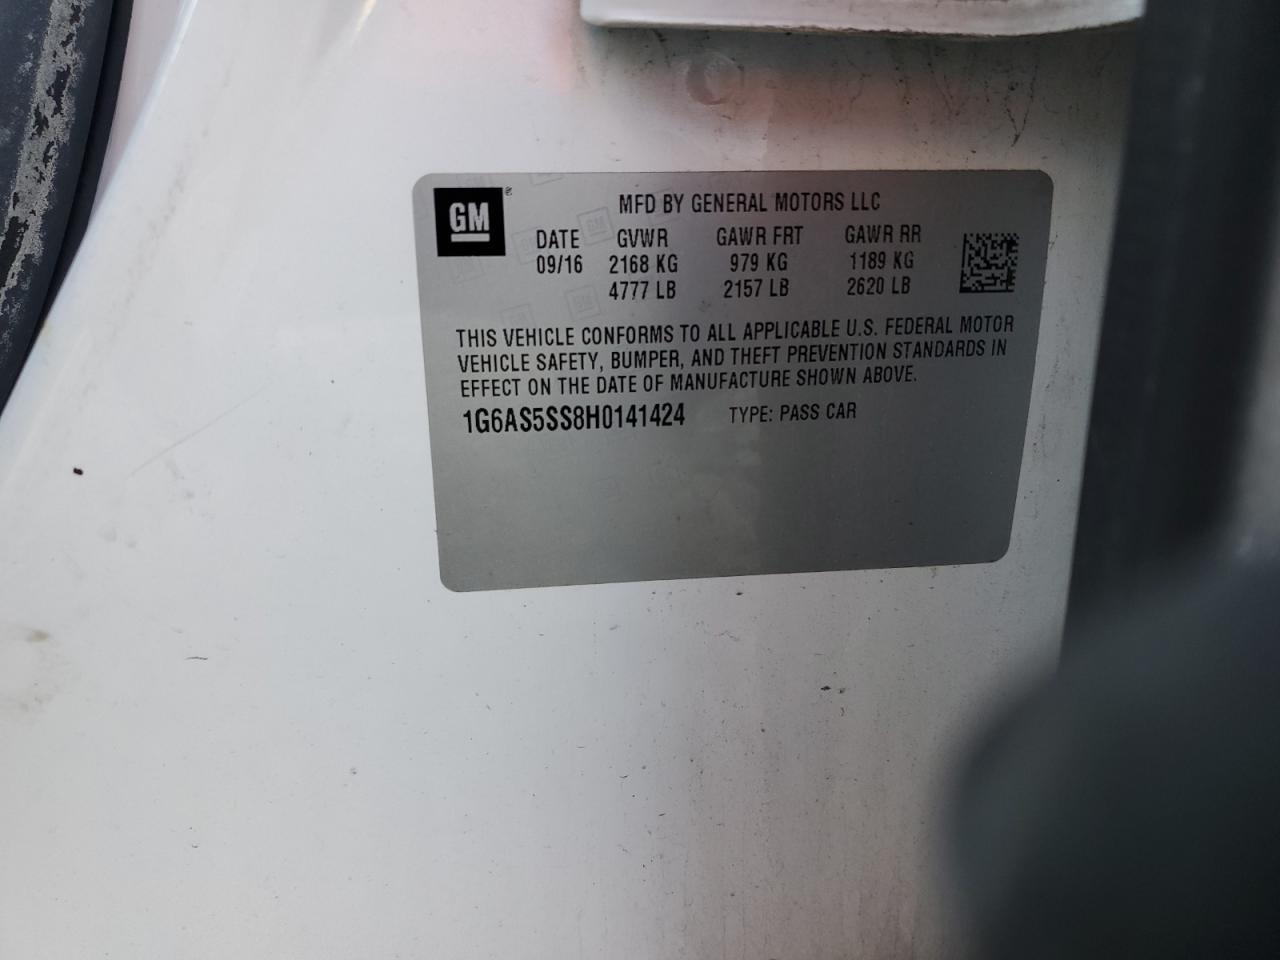 GM
MFD BY GENERAL MOTORS LLC
DATE GVWR GAWR FRT GAWR RR
09/16 2168 KG 979 KG 1189 KG
4777 LB 2157 LB 2620 LB
THIS VEHICLE CONFORMS TO ALL APPLICABLE U.S. FEDERAL MOTOR
VEHICLE SAFETY, BUMPER, AND THEFT PREVENTION STANDARDS IN
EFFECT ON THE DATE OF MANUFACTURE SHOWN ABOVE.
1G6AS5SS8H0141424 TYPE: PASS CAR